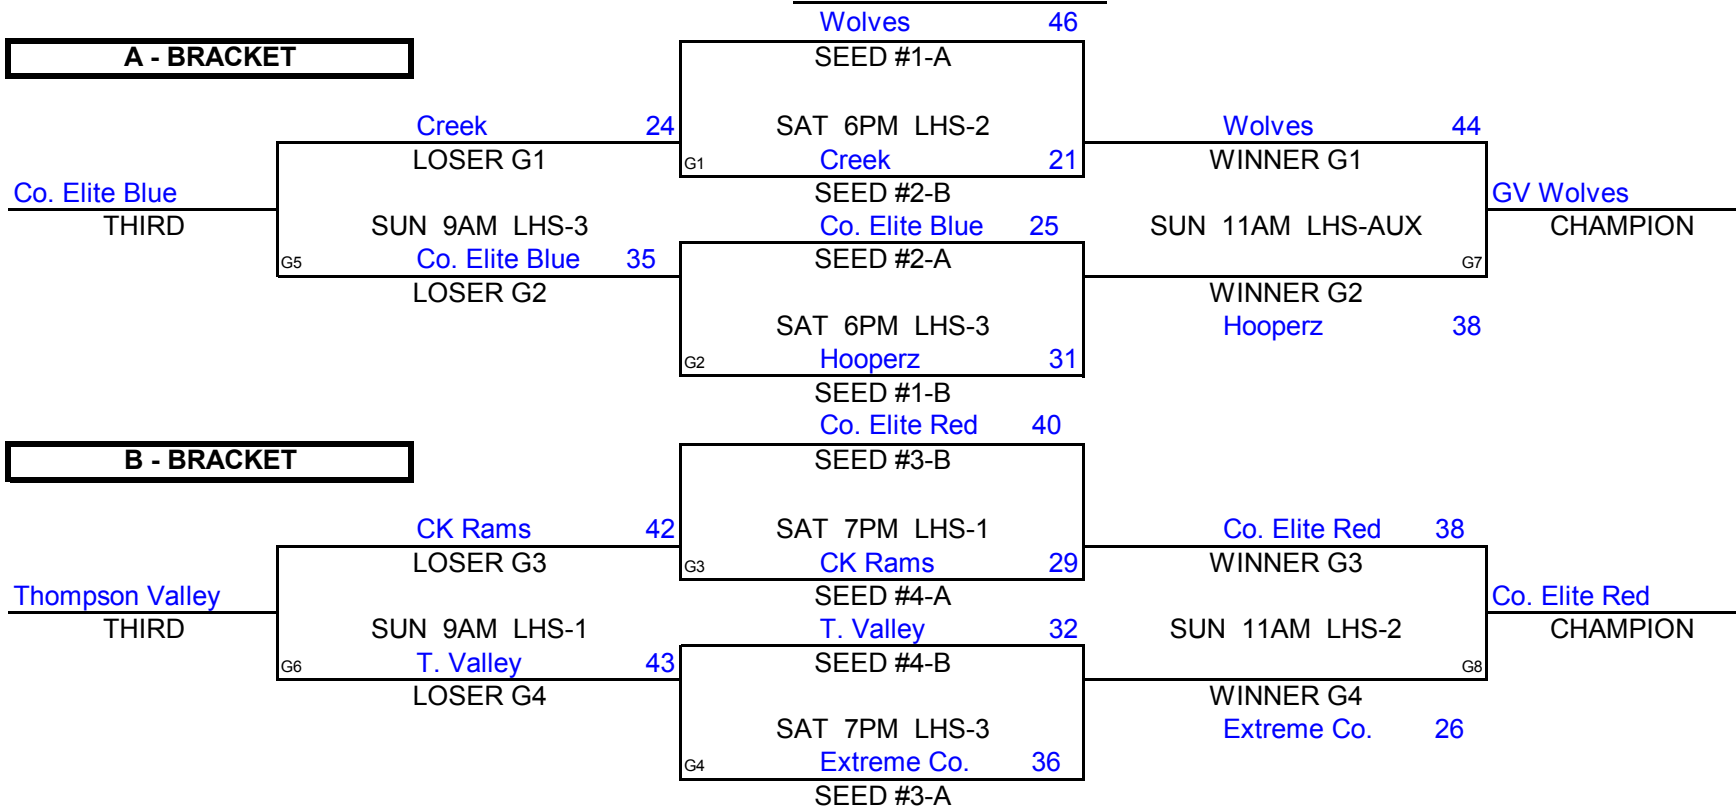 Wolves 46
A - BRACKET SEED #1-A
Creek 24 SAT 6PM LHS-2 Wolves 44
LOSER G1 G1 Creek 21 WINNER G1
Co. Elite Blue SEED #2-B GV Wolves
THIRD SUN 9AM LHS-3 Co. Elite Blue 25 SUN 11AM LHS-AUX CHAMPION
G5 Co. Elite Blue 35 SEED #2-A G7
LOSER G2 WINNER G2
SAT 6PM LHS-3 Hooperz 38
G2 Hooperz 31
SEED #1-B
Co. Elite Red 40
B - BRACKET SEED #3-B
CK Rams 42 SAT 7PM LHS-1 Co. Elite Red 38
LOSER G3 G3 CK Rams 29 WINNER G3
Thompson Valley SEED #4-A Co. Elite Red
THIRD SUN 9AM LHS-1 T. Valley 32 SUN 11AM LHS-2 CHAMPION
G6 T. Valley 43 SEED #4-B G8
LOSER G4 WINNER G4
SAT 7PM LHS-3 Extreme Co. 26
G4 Extreme Co. 36
SEED #3-A